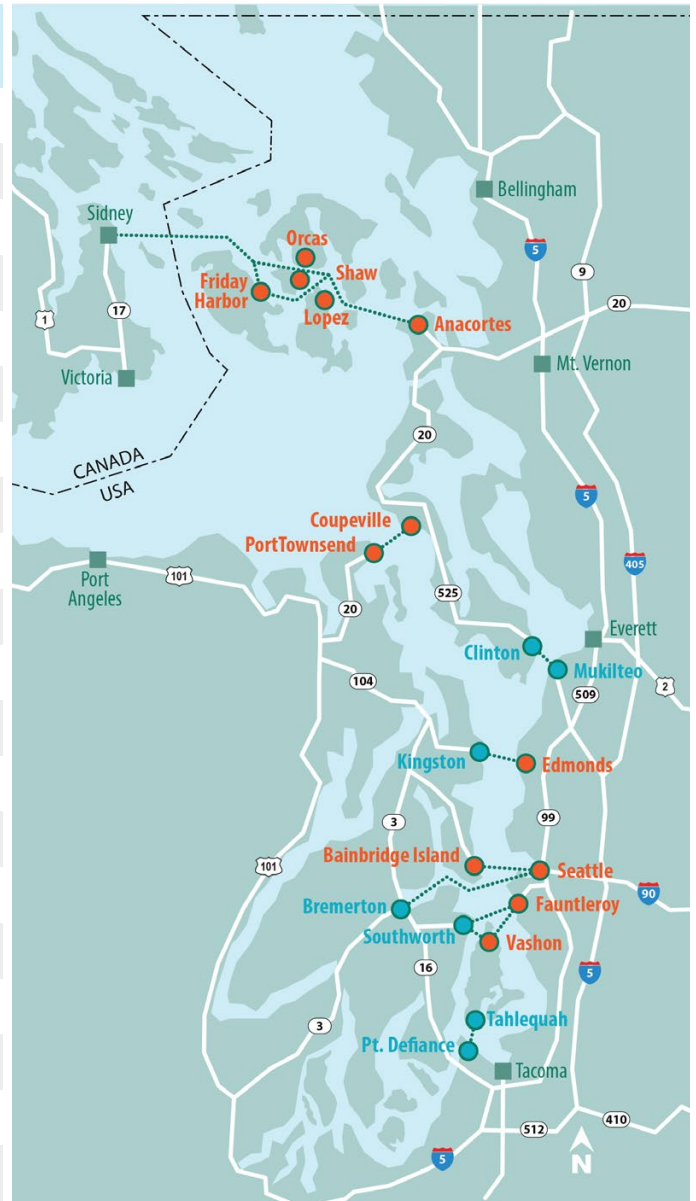 Bellingham
Sidney
5
Orcas
9
Friday
Harbor
Shaw
17
1
Lopez
20
Anacortes
Victoria
Mt. Vernon
20
CANADA
USA
5
Coupeville
PortTownsend
Port
Angeles
101
405
525
20
Everett
Clinton
Mukilteo
104
509
2
Kingston
Edmonds
3
99
Bainbridge Island
101
Seattle
90
Bremerton
Fauntleroy
Southworth
Vashon
16
5
Tahlequah
3
Pt. Defiance
Tacoma
410
512
5
N